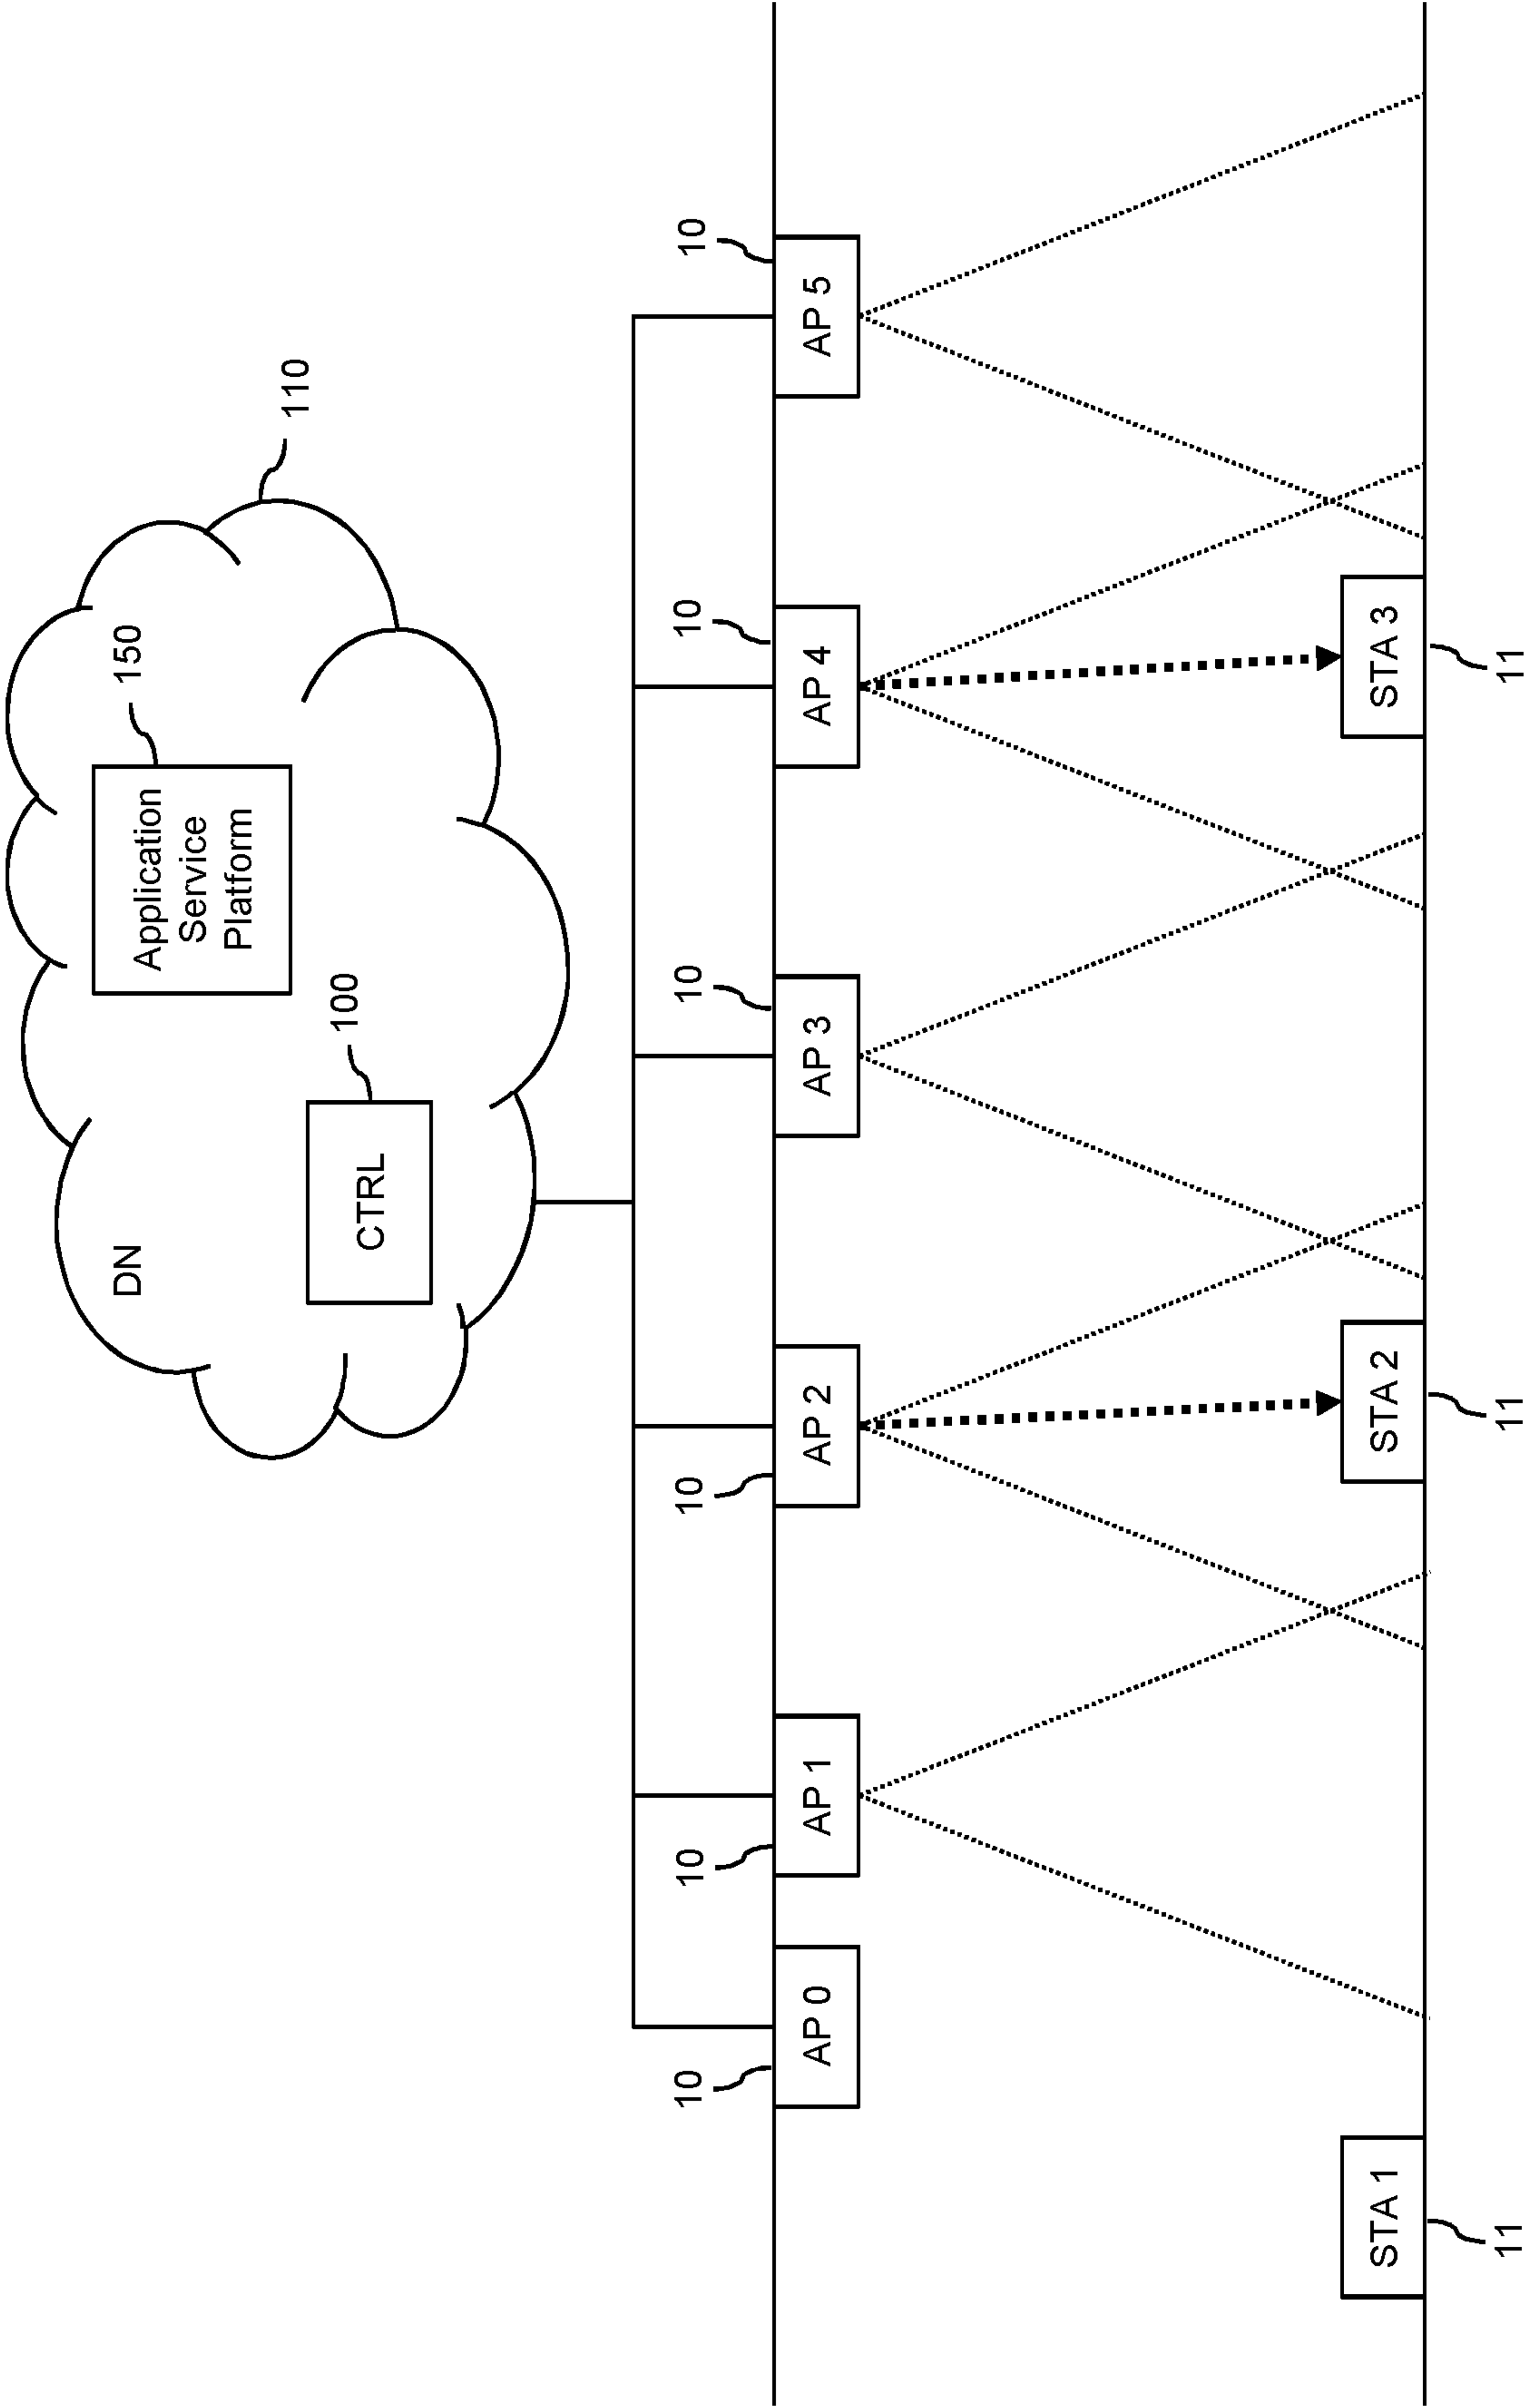 110
150
Application
Service
Platform
DN
100
CTRL
10
10
10
10
10
10
AP 0
AP 1
AP 2
AP 3
AP 4
AP 5
STA 1
STA 2
STA 3
11
11
11